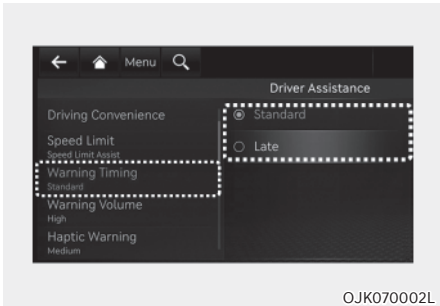 Menu
Driver Assistance
Driving Convenience
Speed Limit
Speed Limit Assist
Warning Timing
Standard
Warning Volume
High
Haptic Warning
Medium
Standard
Late
OJK070002L